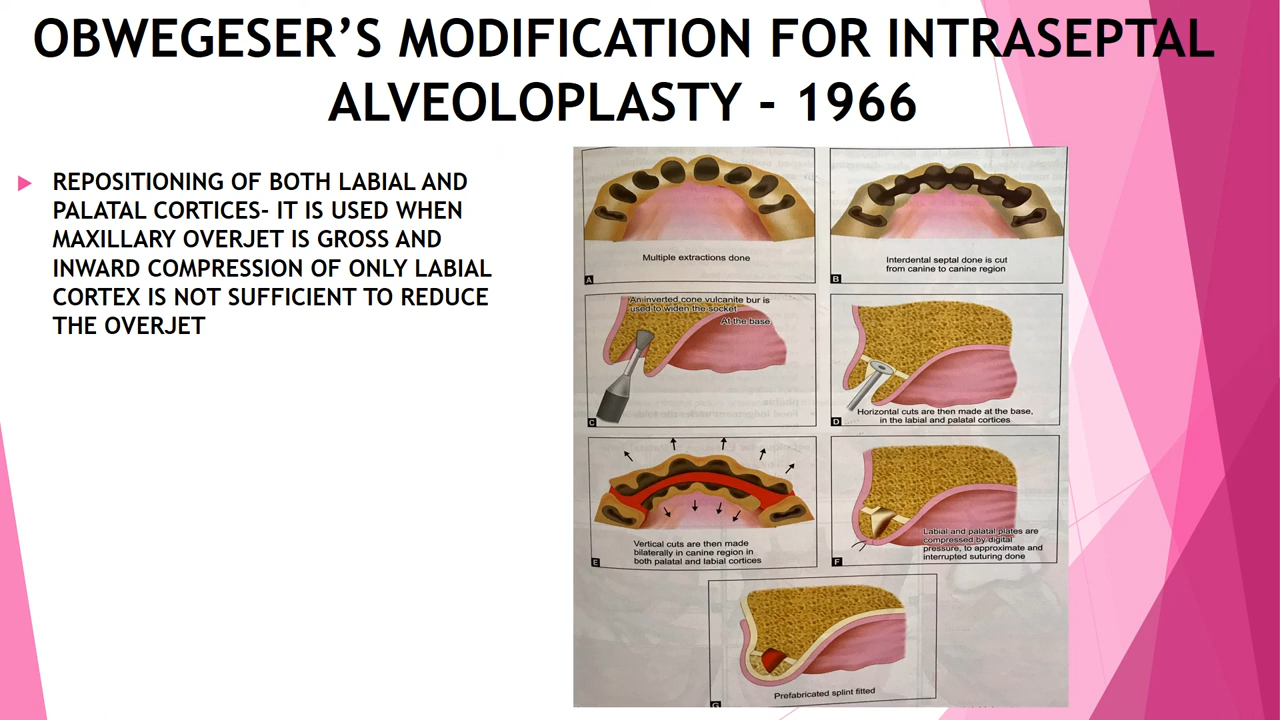 OBWEGESER’S MODIFICATION FOR INTRASEPTAL
ALVEOLOPLASTY - 1966
REPOSITIONING OF BOTH LABIAL AND
PALATAL CORTICES- IT IS USED WHEN
MAXILLARY OVERJET IS GROSS AND
INWARD COMPRESSION OF ONLY LABIAL
CORTEX IS NOT SUFFICIENT TO REDUCE
THE OVERJET
Multiple extractions done
A
Interdental septal done is cut
from canine to canine region
B
An inverted cone vulcanite bur is
used to widen the socket
At the base
C
Horizontal cuts are then made at the base,
in the labial and palatal cortices
D
Vertical cuts are then made
bilaterally in canine region in
both palatal and labial cortices
E
Labial and palatal plates are
compressed by digital
pressure, to approximate and
interrupted suturing done
F
Prefabricated splint fitted
G